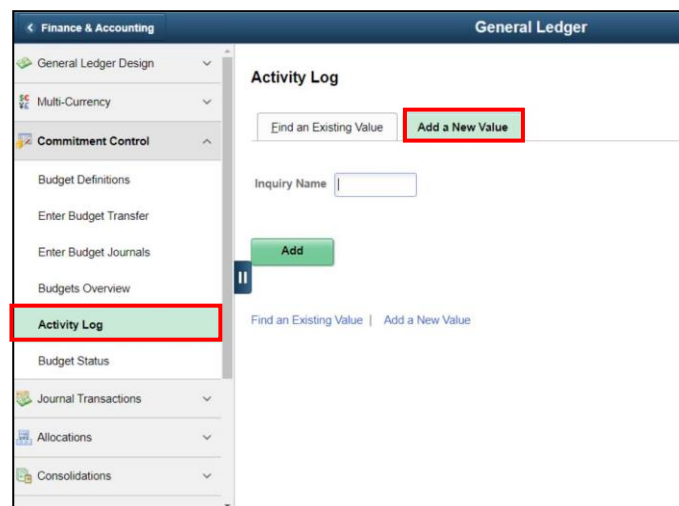 Finance & Accounting
General Ledger
General Ledger Design
Multi-Currency
Commitment Control
Budget Definitions
Enter Budget Transfer
Enter Budget Journals
Budgets Overview
Activity Log
Budget Status
Journal Transactions
Allocations
Consolidations
Activity Log
Find an Existing Value
Add a New Value
Inquiry Name
Add
Find an Existing Value | Add a New Value